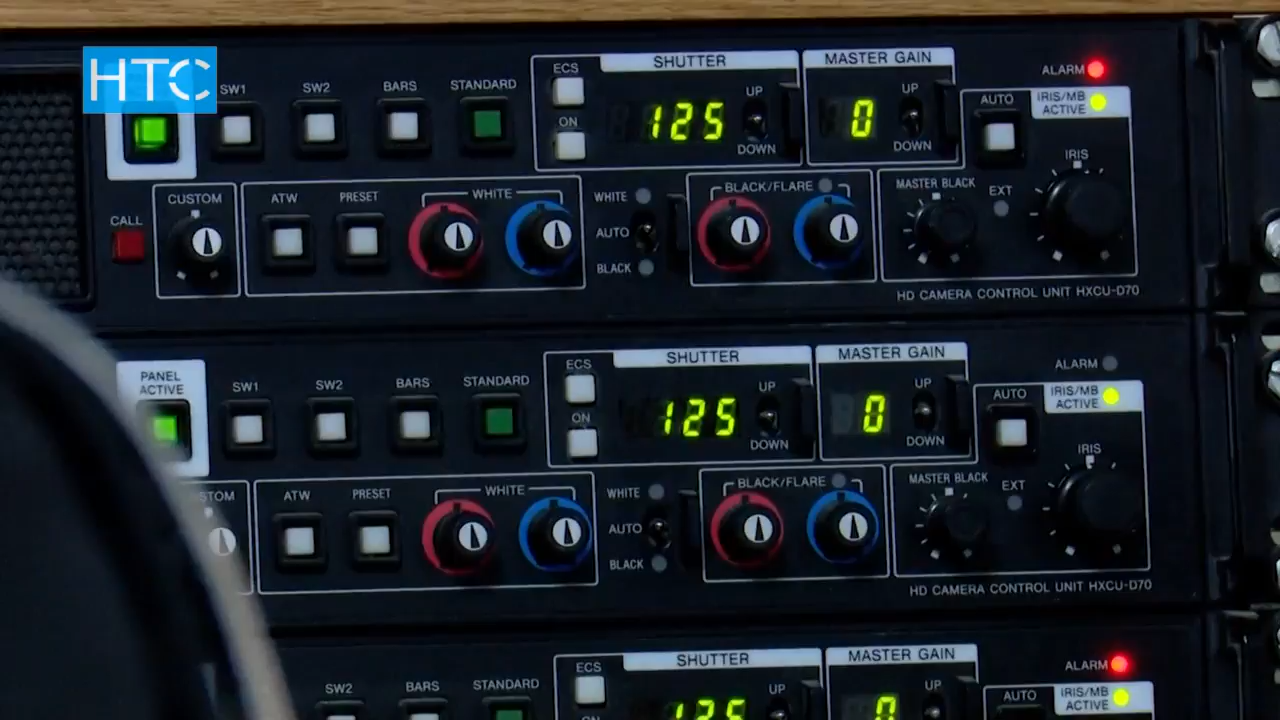 HTC
SW1 SW2 BARS STANDARD ECS SHUTTER MASTER GAIN ALARM
ON 125 UP DOWN 0 UP DOWN AUTO IRIS/MB ACTIVE
CALL CUSTOM ATW PRESET WHITE WHITE AUTO BLACK BLACK/FLARE MASTER BLACK EXT IRIS
HD CAMERA CONTROL UNIT HXCU-D70
PANEL ACTIVE SW1 SW2 BARS STANDARD ECS SHUTTER MASTER GAIN ALARM
ON 125 UP DOWN 0 UP DOWN AUTO IRIS/MB ACTIVE
STOM ATW PRESET WHITE WHITE AUTO BLACK BLACK/FLARE MASTER BLACK EXT IRIS
HD CAMERA CONTROL UNIT HXCU-D70
SW2 BARS STANDARD ECS SHUTTER MASTER GAIN ALARM
ON 125 UP 0 UP AUTO IRIS/MB ACTIVE